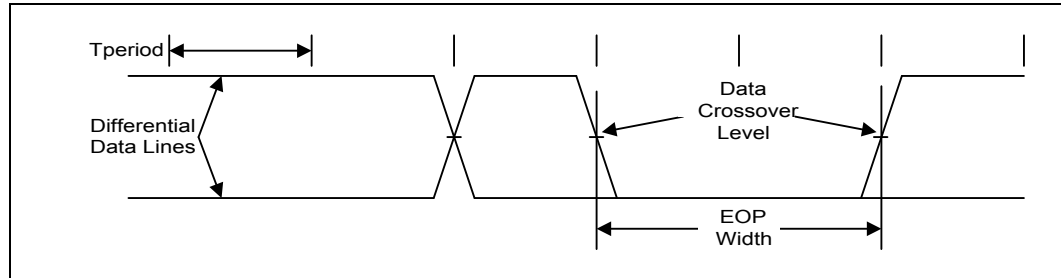 Tperiod
Differential
Data Lines
Data
Crossover
Level
EOP
Width